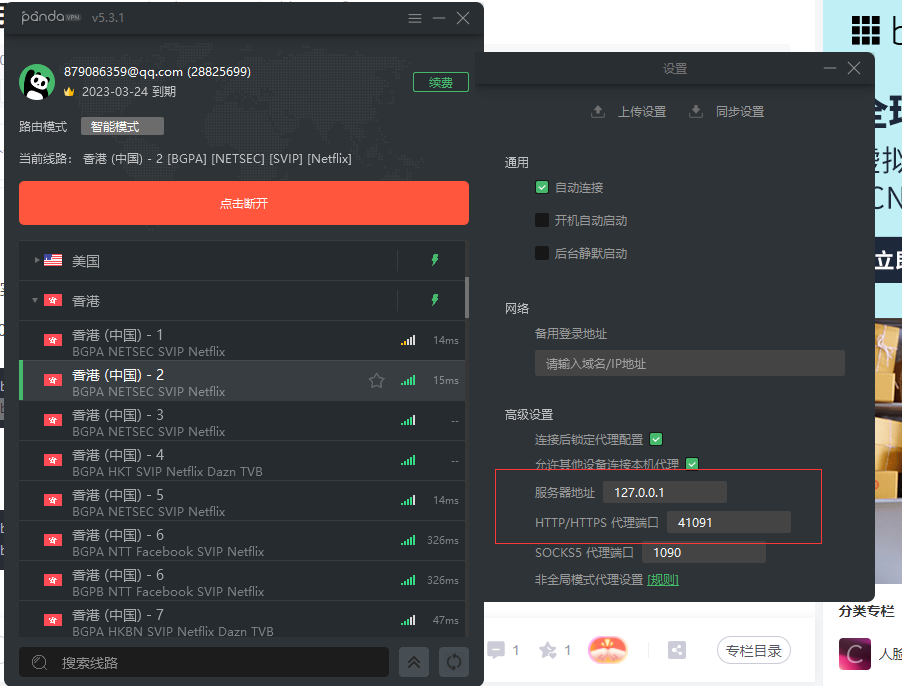 panda VPN v5.3.1
879086359@qq.com (28825699)
2023-03-24 到期
续费
路由模式 智能模式
当前线路： 香港 (中国) - 2 [BGPA] [NETSEC] [SVIP] [Netflix]
点击断开
美国
香港
香港 (中国) - 1
BGPA NETSEC SVIP Netflix
14ms
香港 (中国) - 2
BGPA NETSEC SVIP Netflix
15ms
香港 (中国) - 3
BGPA NETSEC SVIP Netflix
--
香港 (中国) - 4
BGPA HKT SVIP Netflix Dazn TVB
--
香港 (中国) - 5
BGPA NETSEC SVIP Netflix
14ms
香港 (中国) - 6
BGPA NTT Facebook SVIP Netflix
326ms
香港 (中国) - 6
BGPB NTT Facebook SVIP Netflix
326ms
香港 (中国) - 7
BGPA HKBN SVIP Netflix Dazn TVB
47ms
搜索线路
设置
上传设置 同步设置
通用
自动连接
开机自动启动
后台静默启动
网络
备用登录地址
请输入域名/IP地址
高级设置
连接后锁定代理配置
允许其他设备连接本机代理
服务器地址 127.0.0.1
HTTP/HTTPS 代理端口 41091
SOCKS5 代理端口 1090
非全局模式代理设置 [规则]
1 1 专栏目录
CN
立即
分类专栏
C 人脸